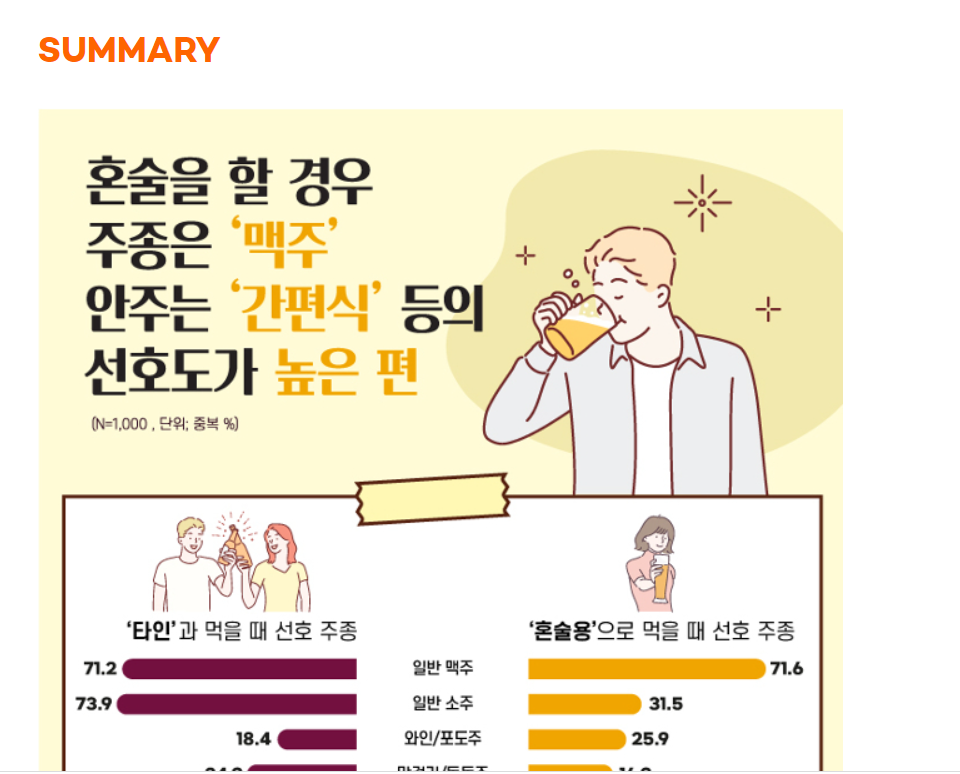 SUMMARY
혼술을 할 경우
주종은 ‘맥주’
안주는 ‘간편식’ 등의
선호도가 높은 편
(N=1,000 , 단위; 중복 %)
‘타인’과 먹을 때 선호 주종
‘혼술용’으로 먹을 때 선호 주종
71.2 일반 맥주 71.6
73.9 일반 소주 31.5
18.4 와인/포도주 25.9